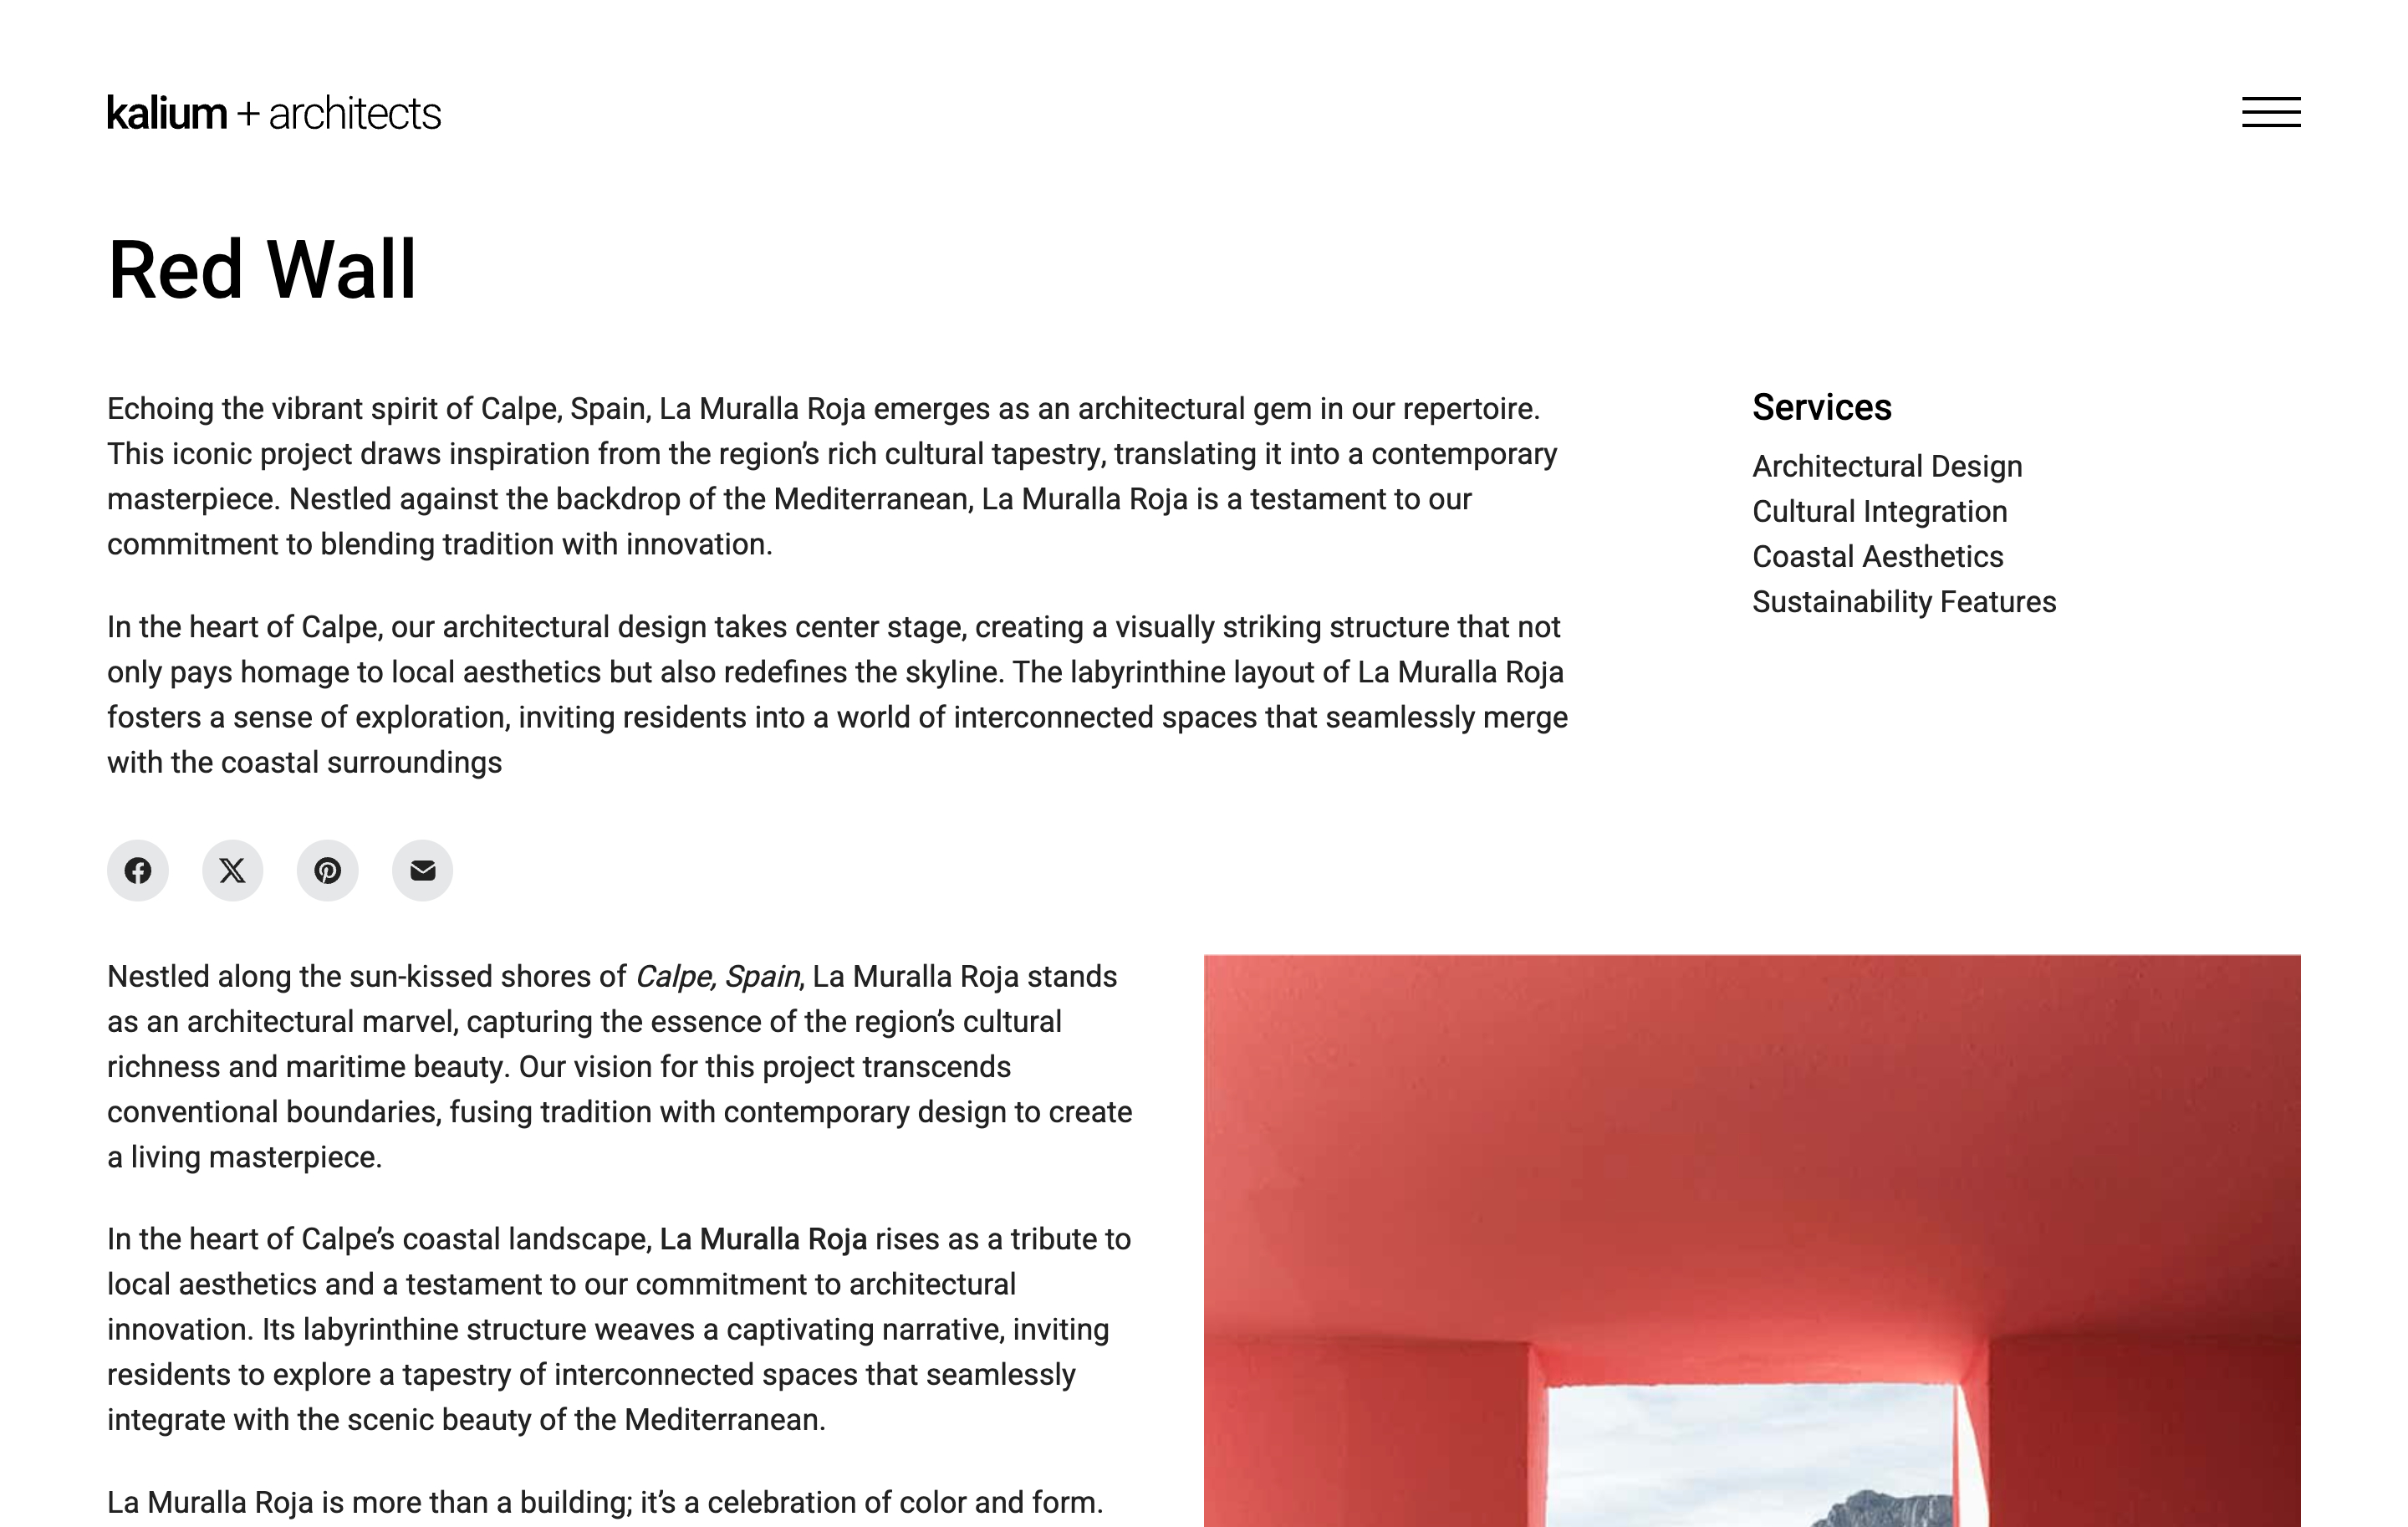 kalium + architects
Red Wall
Echoing the vibrant spirit of Calpe, Spain, La Muralla Roja emerges as an architectural gem in our repertoire.
This iconic project draws inspiration from the region’s rich cultural tapestry, translating it into a contemporary
masterpiece. Nestled against the backdrop of the Mediterranean, La Muralla Roja is a testament to our
commitment to blending tradition with innovation.
In the heart of Calpe, our architectural design takes center stage, creating a visually striking structure that not
only pays homage to local aesthetics but also redefines the skyline. The labyrinthine layout of La Muralla Roja
fosters a sense of exploration, inviting residents into a world of interconnected spaces that seamlessly merge
with the coastal surroundings
Services
Architectural Design
Cultural Integration
Coastal Aesthetics
Sustainability Features
Nestled along the sun-kissed shores of Calpe, Spain, La Muralla Roja stands
as an architectural marvel, capturing the essence of the region’s cultural
richness and maritime beauty. Our vision for this project transcends
conventional boundaries, fusing tradition with contemporary design to create
a living masterpiece.
In the heart of Calpe’s coastal landscape, La Muralla Roja rises as a tribute to
local aesthetics and a testament to our commitment to architectural
innovation. Its labyrinthine structure weaves a captivating narrative, inviting
residents to explore a tapestry of interconnected spaces that seamlessly
integrate with the scenic beauty of the Mediterranean.
La Muralla Roja is more than a building; it’s a celebration of color and form.